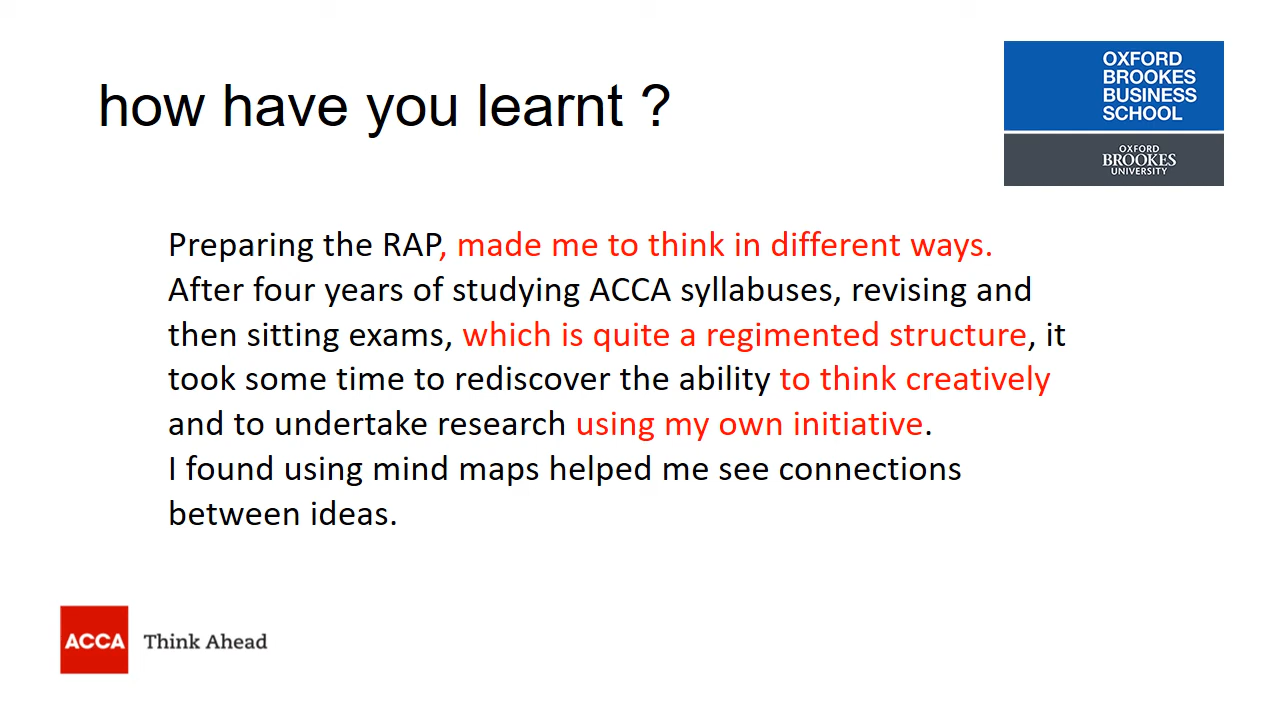 how have you learnt ?
OXFORD
BROOKES
BUSINESS
SCHOOL
OXFORD
BROOKES
UNIVERSITY
Preparing the RAP, made me to think in different ways.
After four years of studying ACCA syllabuses, revising and
then sitting exams, which is quite a regimented structure, it
took some time to rediscover the ability to think creatively
and to undertake research using my own initiative.
I found using mind maps helped me see connections
between ideas.
ACCA Think Ahead